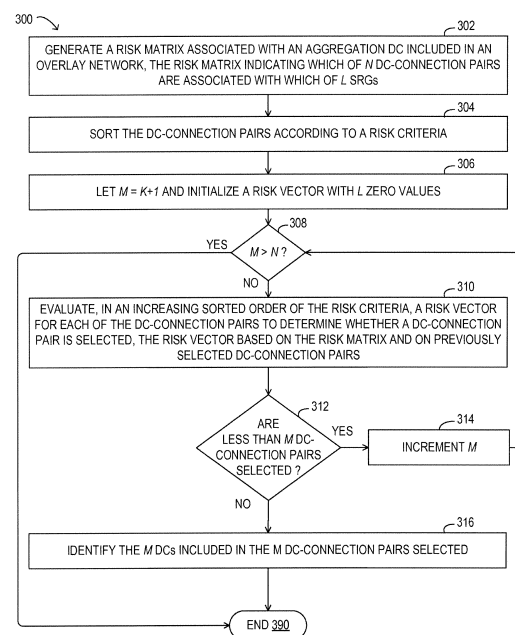 300
302
GENERATE A RISK MATRIX ASSOCIATED WITH AN AGGREGATION DC INCLUDED IN AN
OVERLAY NETWORK, THE RISK MATRIX INDICATING WHICH OF N DC-CONNECTION PAIRS
ARE ASSOCIATED WITH WHICH OF L SRGs
304
SORT THE DC-CONNECTION PAIRS ACCORDING TO A RISK CRITERIA
306
LET M = K+1 AND INITIALIZE A RISK VECTOR WITH L ZERO VALUES
308
YES
M > N ?
NO
310
EVALUATE, IN AN INCREASING SORTED ORDER OF THE RISK CRITERIA, A RISK VECTOR
FOR EACH OF THE DC-CONNECTION PAIRS TO DETERMINE WHETHER A DC-CONNECTION
PAIR IS SELECTED, THE RISK VECTOR BASED ON THE RISK MATRIX AND ON PREVIOUSLY
SELECTED DC-CONNECTION PAIRS
312
ARE
LESS THAN M DC-
CONNECTION PAIRS
SELECTED ?
YES
314
INCREMENT M
NO
316
IDENTIFY THE M DCs INCLUDED IN THE M DC-CONNECTION PAIRS SELECTED
END 390